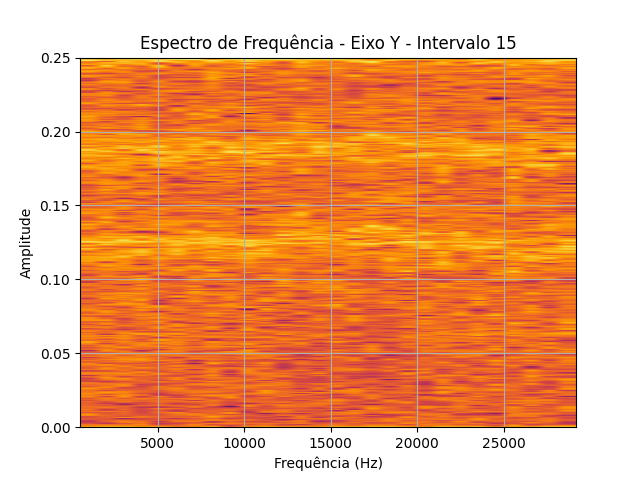 Espectro de Frequência - Eixo Y - Intervalo 15
0.25
0.20
0.15
0.10
0.05
0.00
Amplitude
5000 10000 15000 20000 25000
Frequência (Hz)